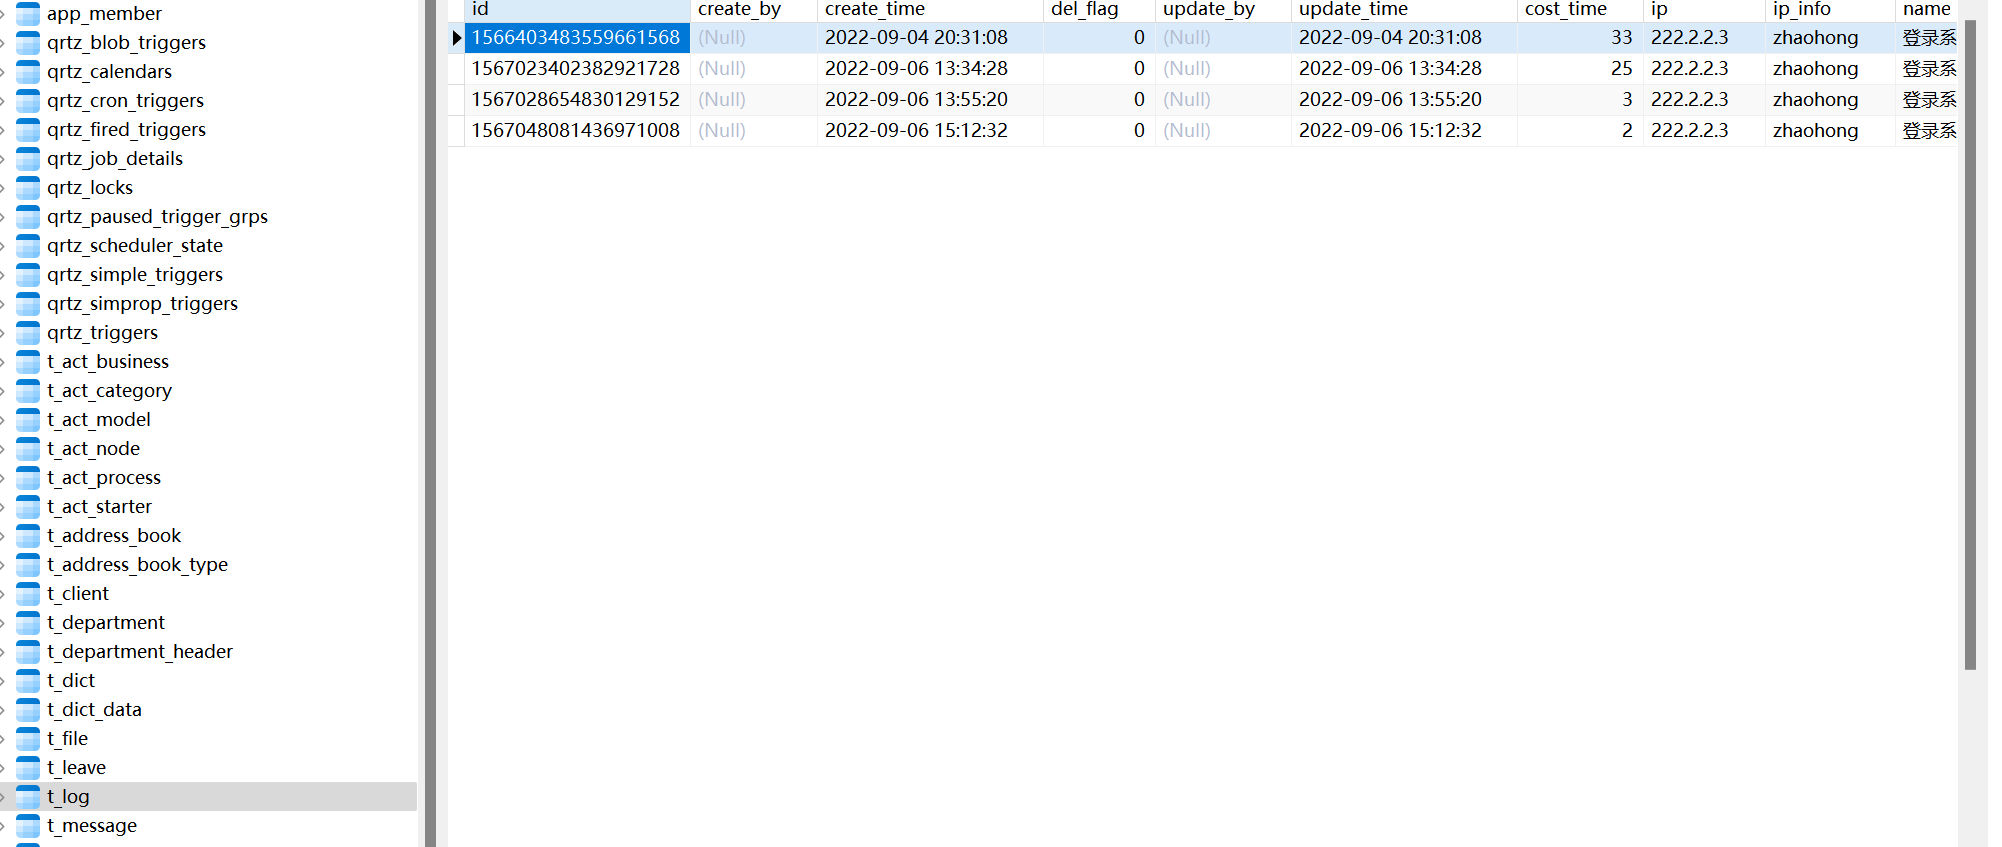 app_member
qrtz_blob_triggers
qrtz_calendars
qrtz_cron_triggers
qrtz_fired_triggers
qrtz_job_details
qrtz_locks
qrtz_paused_trigger_grps
qrtz_scheduler_state
qrtz_simple_triggers
qrtz_simprop_triggers
qrtz_triggers
t_act_business
t_act_category
t_act_model
t_act_node
t_act_process
t_act_starter
t_address_book
t_address_book_type
t_client
t_department
t_department_header
t_dict
t_dict_data
t_file
t_leave
t_log
t_message
id create_by create_time del_flag update_by update_time cost_time ip ip_info name
1566403483559661568 (Null) 2022-09-04 20:31:08 0 (Null) 2022-09-04 20:31:08 33 222.2.2.3 zhaohong 登录系
1567023402382921728 (Null) 2022-09-06 13:34:28 0 (Null) 2022-09-06 13:34:28 25 222.2.2.3 zhaohong 登录系
1567028654830129152 (Null) 2022-09-06 13:55:20 0 (Null) 2022-09-06 13:55:20 3 222.2.2.3 zhaohong 登录系
1567048081436971008 (Null) 2022-09-06 15:12:32 0 (Null) 2022-09-06 15:12:32 2 222.2.2.3 zhaohong 登录系